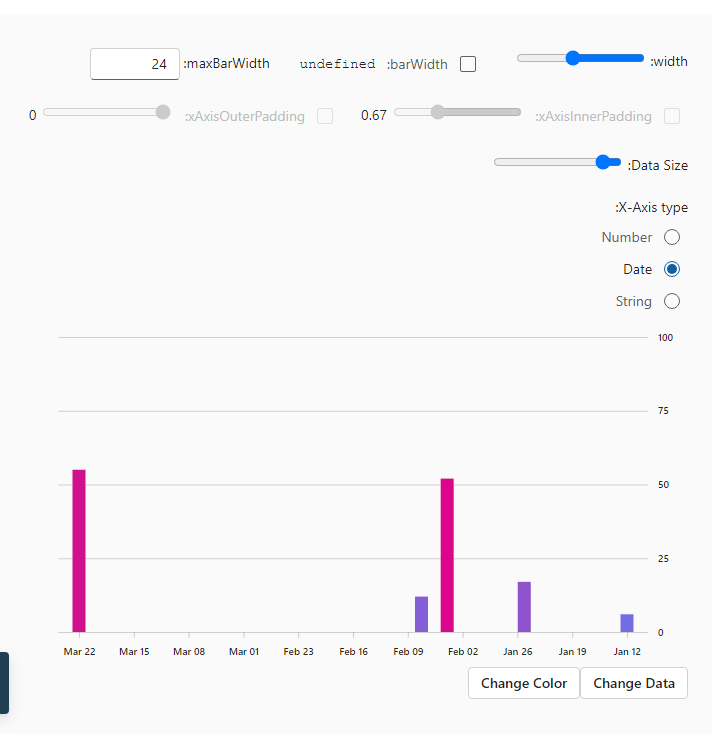 width:
barWidth: undefined
maxBarWidth: 24
xAxisInnerPadding: 0.67
xAxisOuterPadding: 0
Data Size:
X-Axis type:
Number
Date
String
100
75
50
25
0
Mar 22 Mar 15 Mar 08 Mar 01 Feb 23 Feb 16 Feb 09 Feb 02 Jan 26 Jan 19 Jan 12
Change Color Change Data